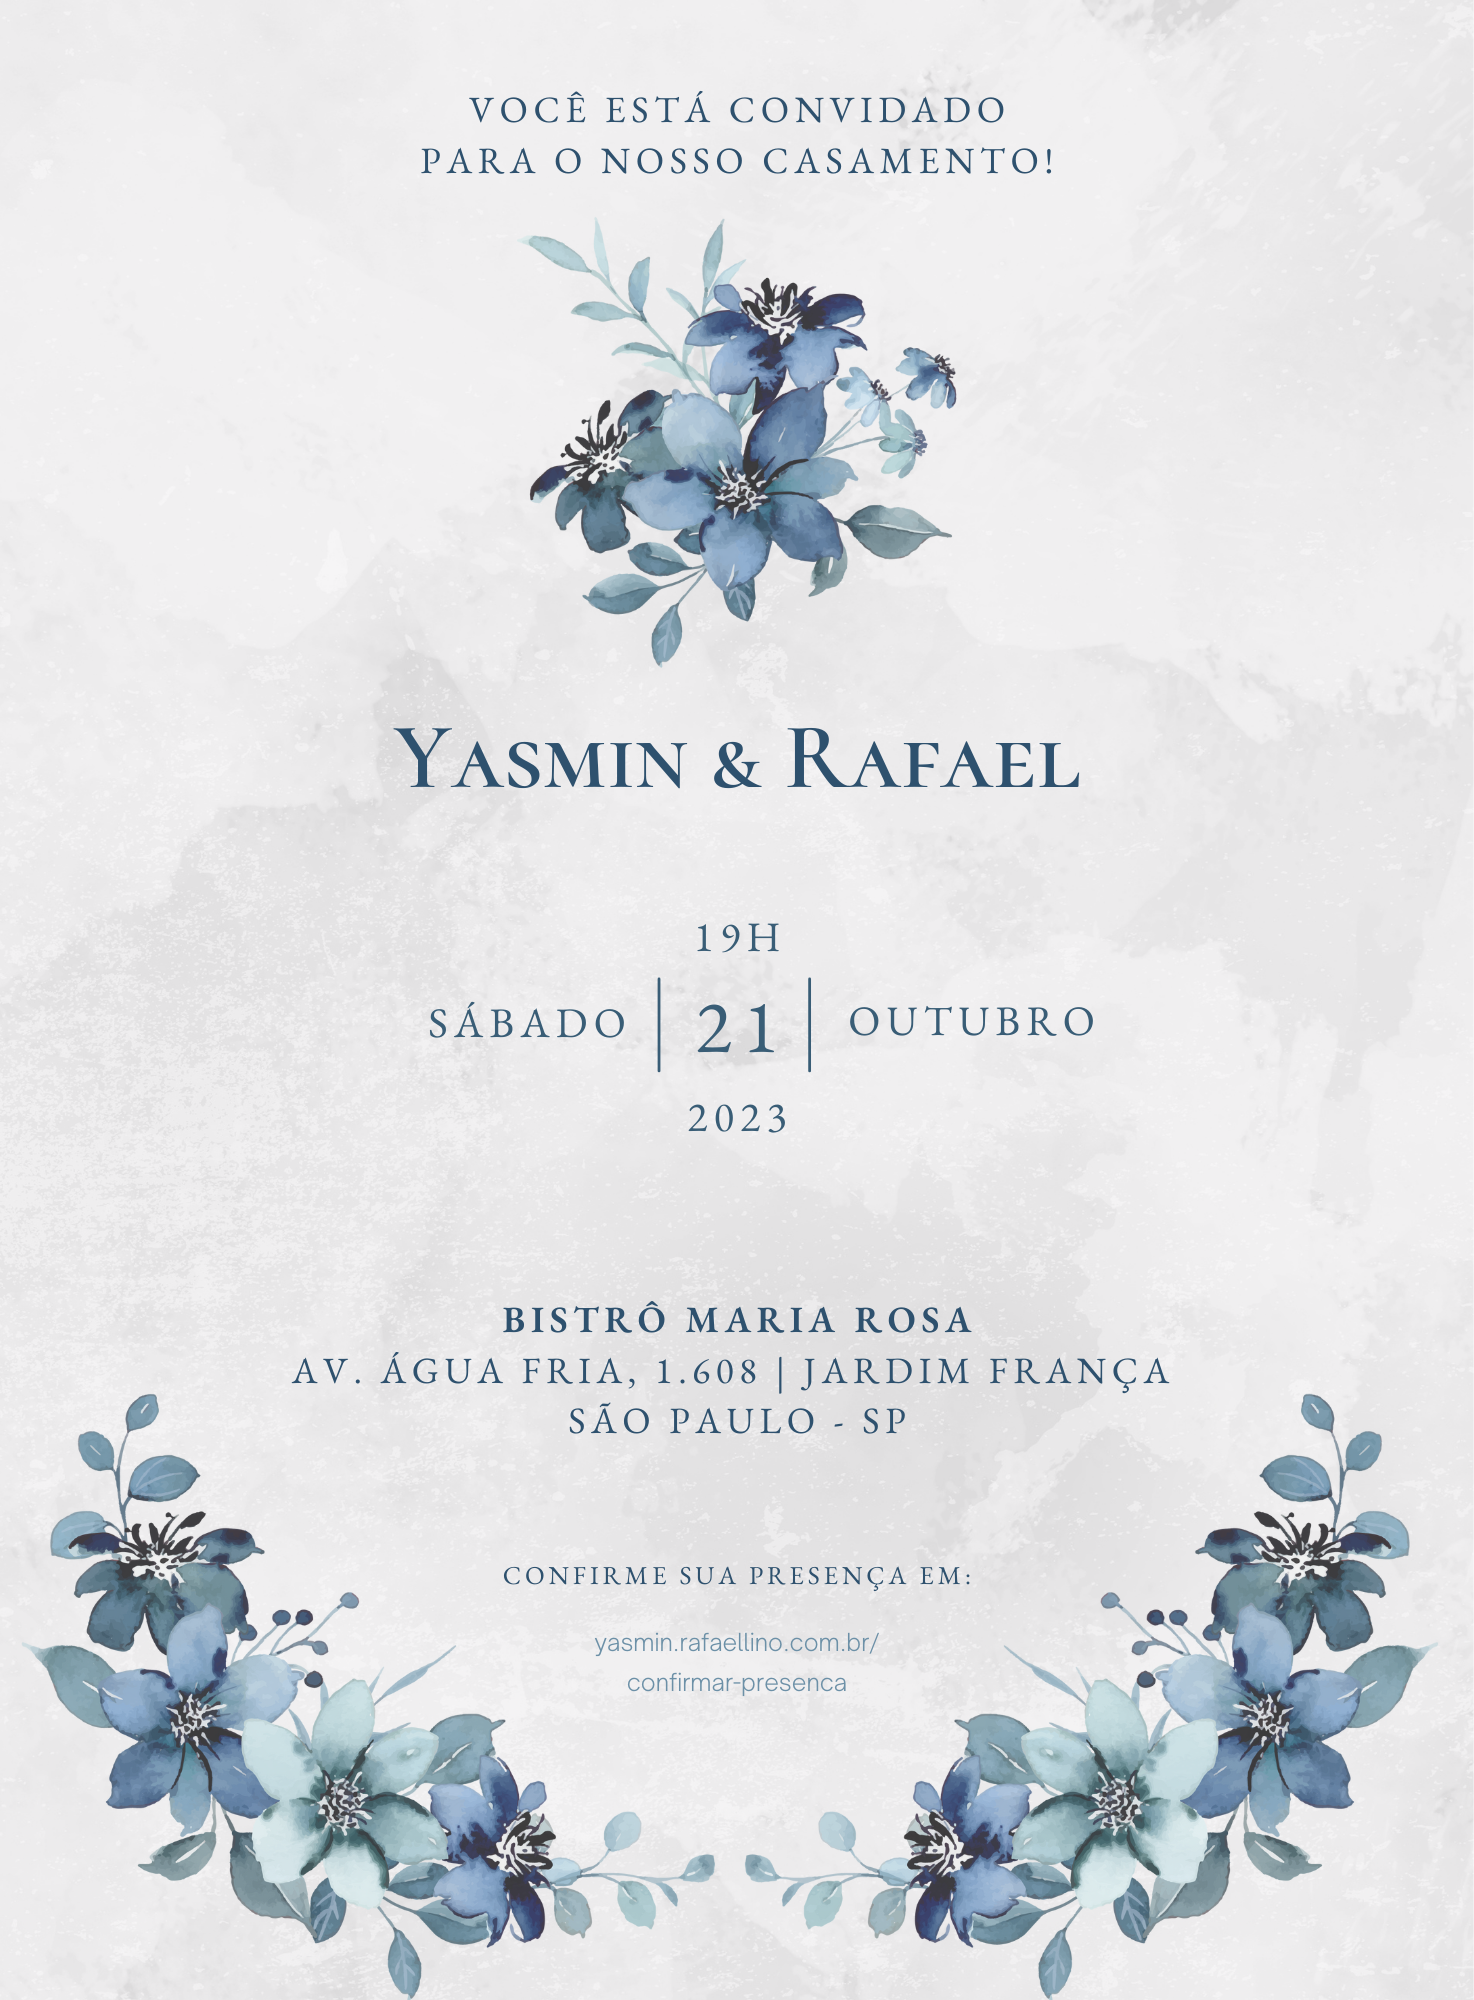 VOCÊ ESTÁ CONVIDADO
PARA O NOSSO CASAMENTO!
YASMIN & RAFAEL
19H
SÁBADO | 21 | OUTUBRO
2023
BISTRÔ MARIA ROSA
AV. ÁGUA FRIA, 1.608 | JARDIM FRANÇA
SÃO PAULO - SP
CONFIRME SUA PRESENÇA EM:
yasmin.rafaellino.com.br/
confirmar-presenca